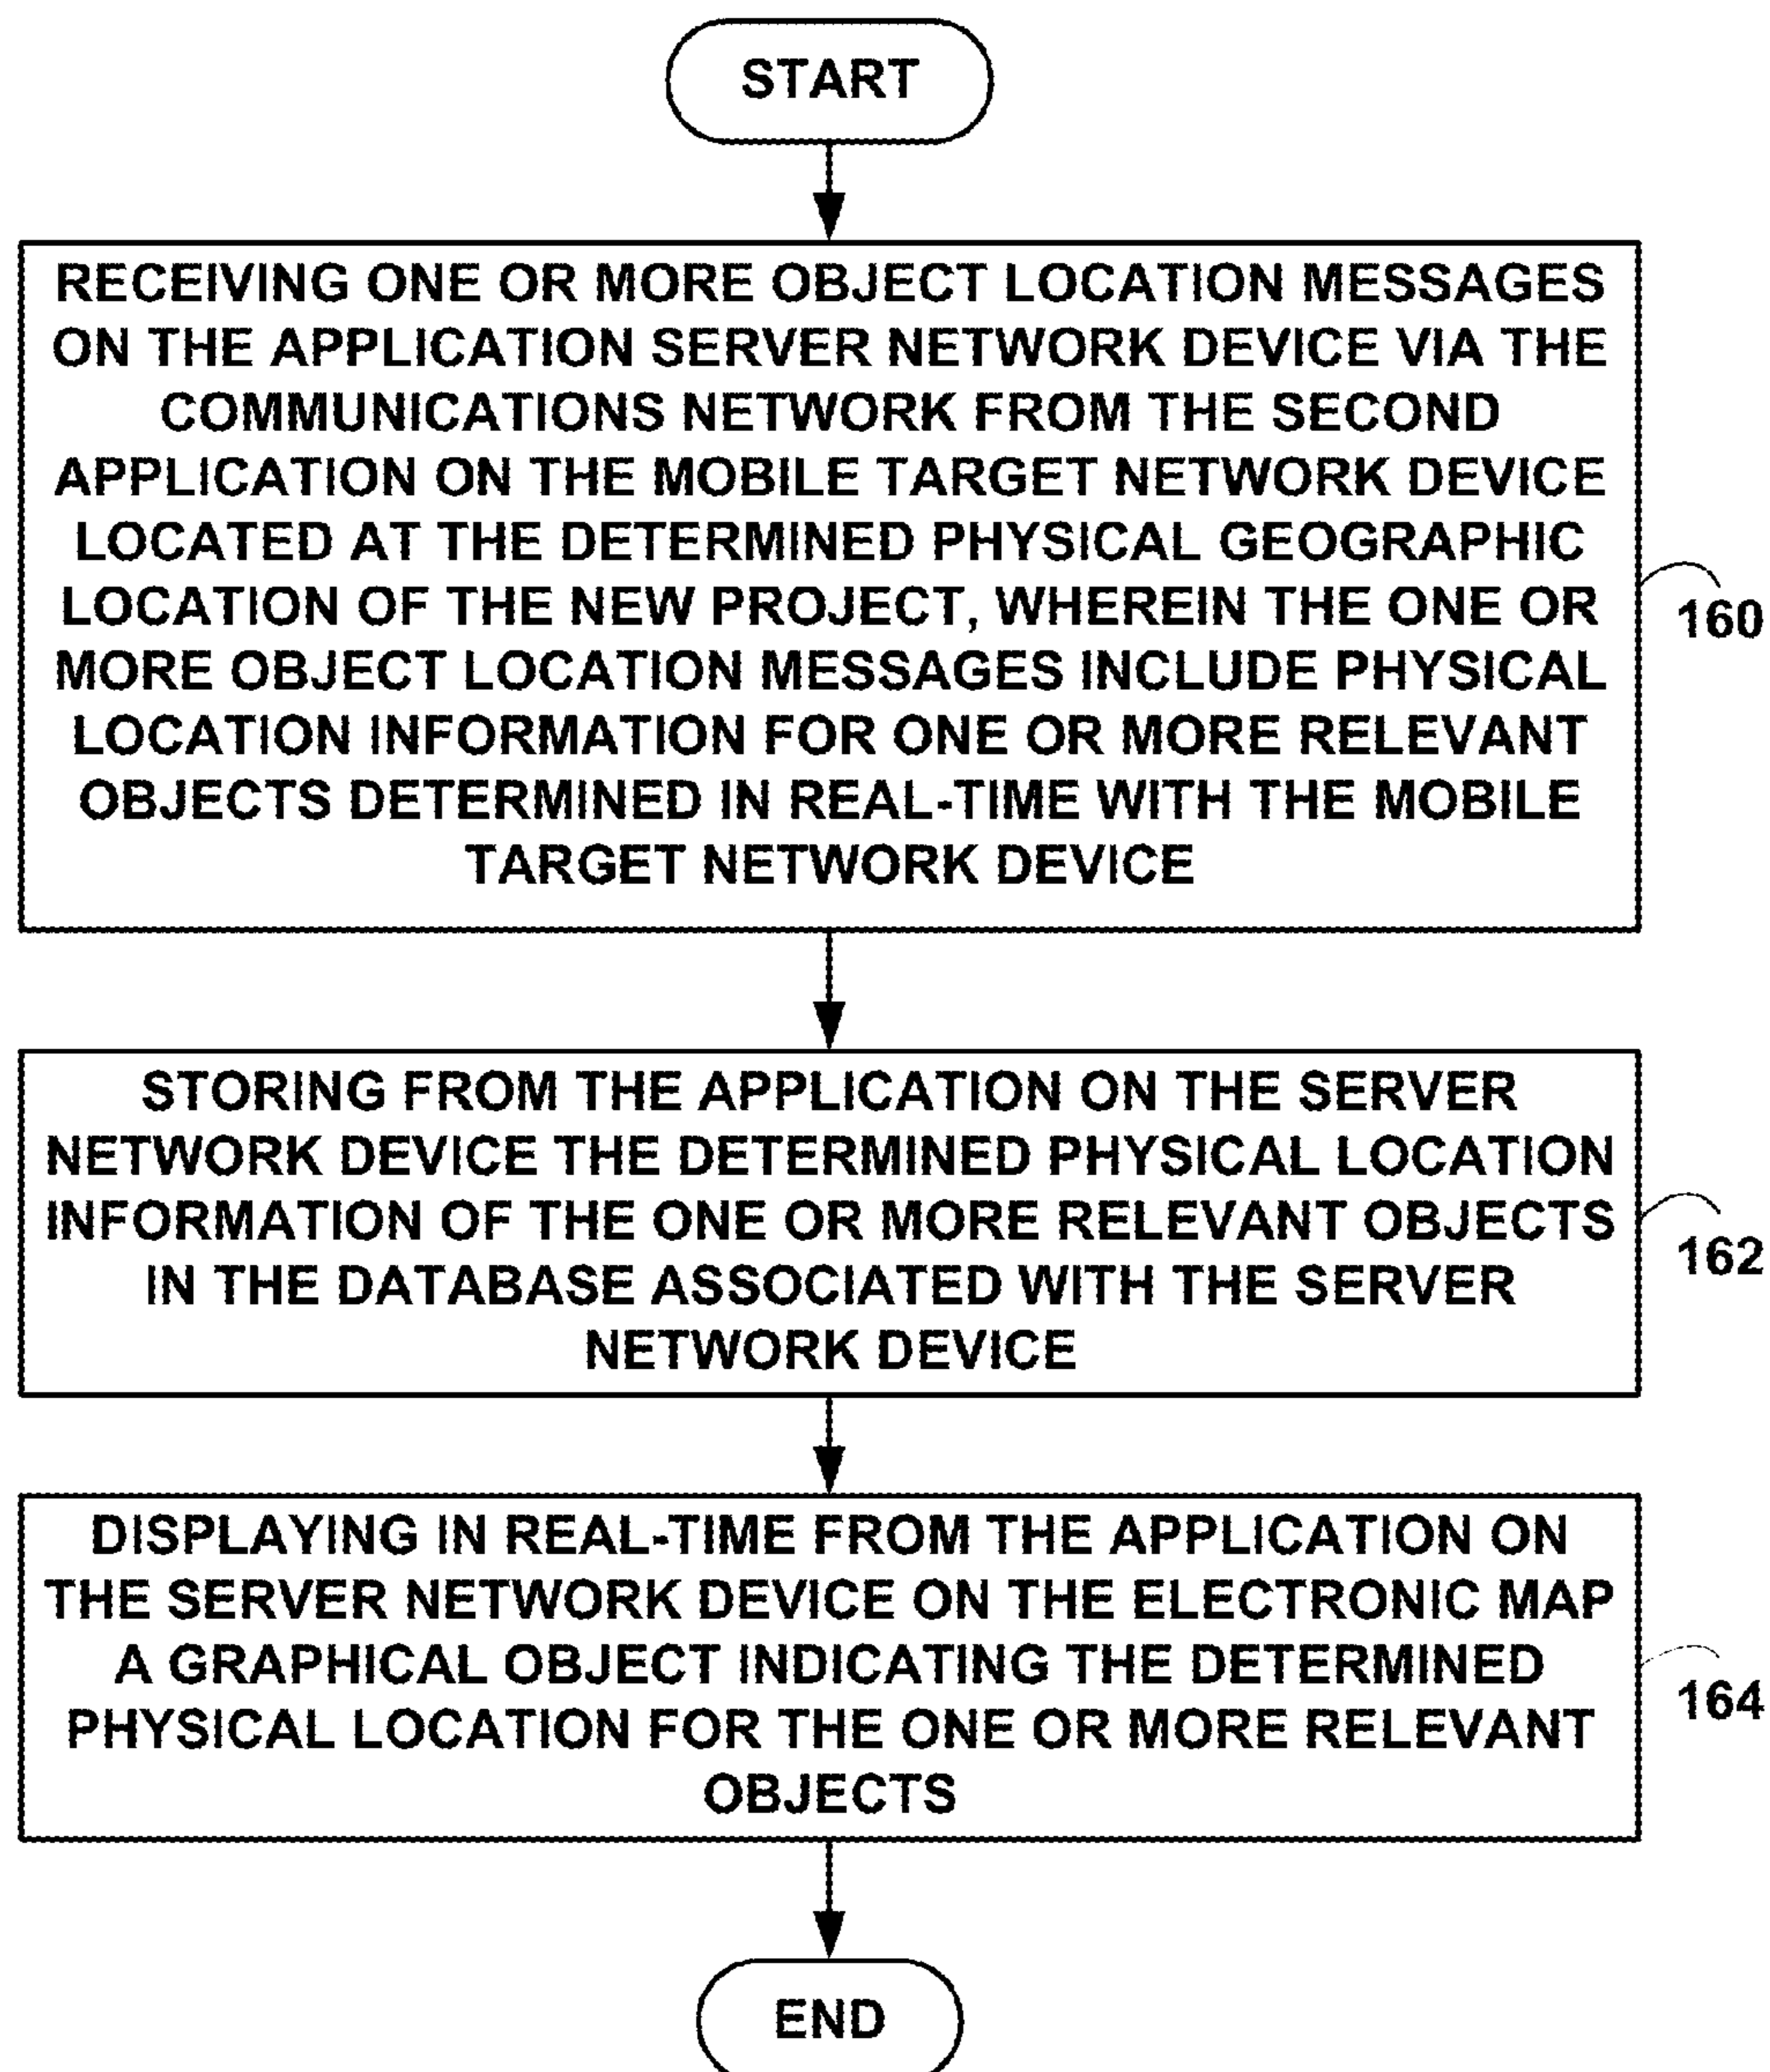 START
RECEIVING ONE OR MORE OBJECT LOCATION MESSAGES
ON THE APPLICATION SERVER NETWORK DEVICE VIA THE
COMMUNICATIONS NETWORK FROM THE SECOND
APPLICATION ON THE MOBILE TARGET NETWORK DEVICE
LOCATED AT THE DETERMINED PHYSICAL GEOGRAPHIC
LOCATION OF THE NEW PROJECT, WHEREIN THE ONE OR
MORE OBJECT LOCATION MESSAGES INCLUDE PHYSICAL
LOCATION INFORMATION FOR ONE OR MORE RELEVANT
OBJECTS DETERMINED IN REAL-TIME WITH THE MOBILE
TARGET NETWORK DEVICE
160
STORING FROM THE APPLICATION ON THE SERVER
NETWORK DEVICE THE DETERMINED PHYSICAL LOCATION
INFORMATION OF THE ONE OR MORE RELEVANT OBJECTS
IN THE DATABASE ASSOCIATED WITH THE SERVER
NETWORK DEVICE
162
DISPLAYING IN REAL-TIME FROM THE APPLICATION ON
THE SERVER NETWORK DEVICE ON THE ELECTRONIC MAP
A GRAPHICAL OBJECT INDICATING THE DETERMINED
PHYSICAL LOCATION FOR THE ONE OR MORE RELEVANT
OBJECTS
164
END